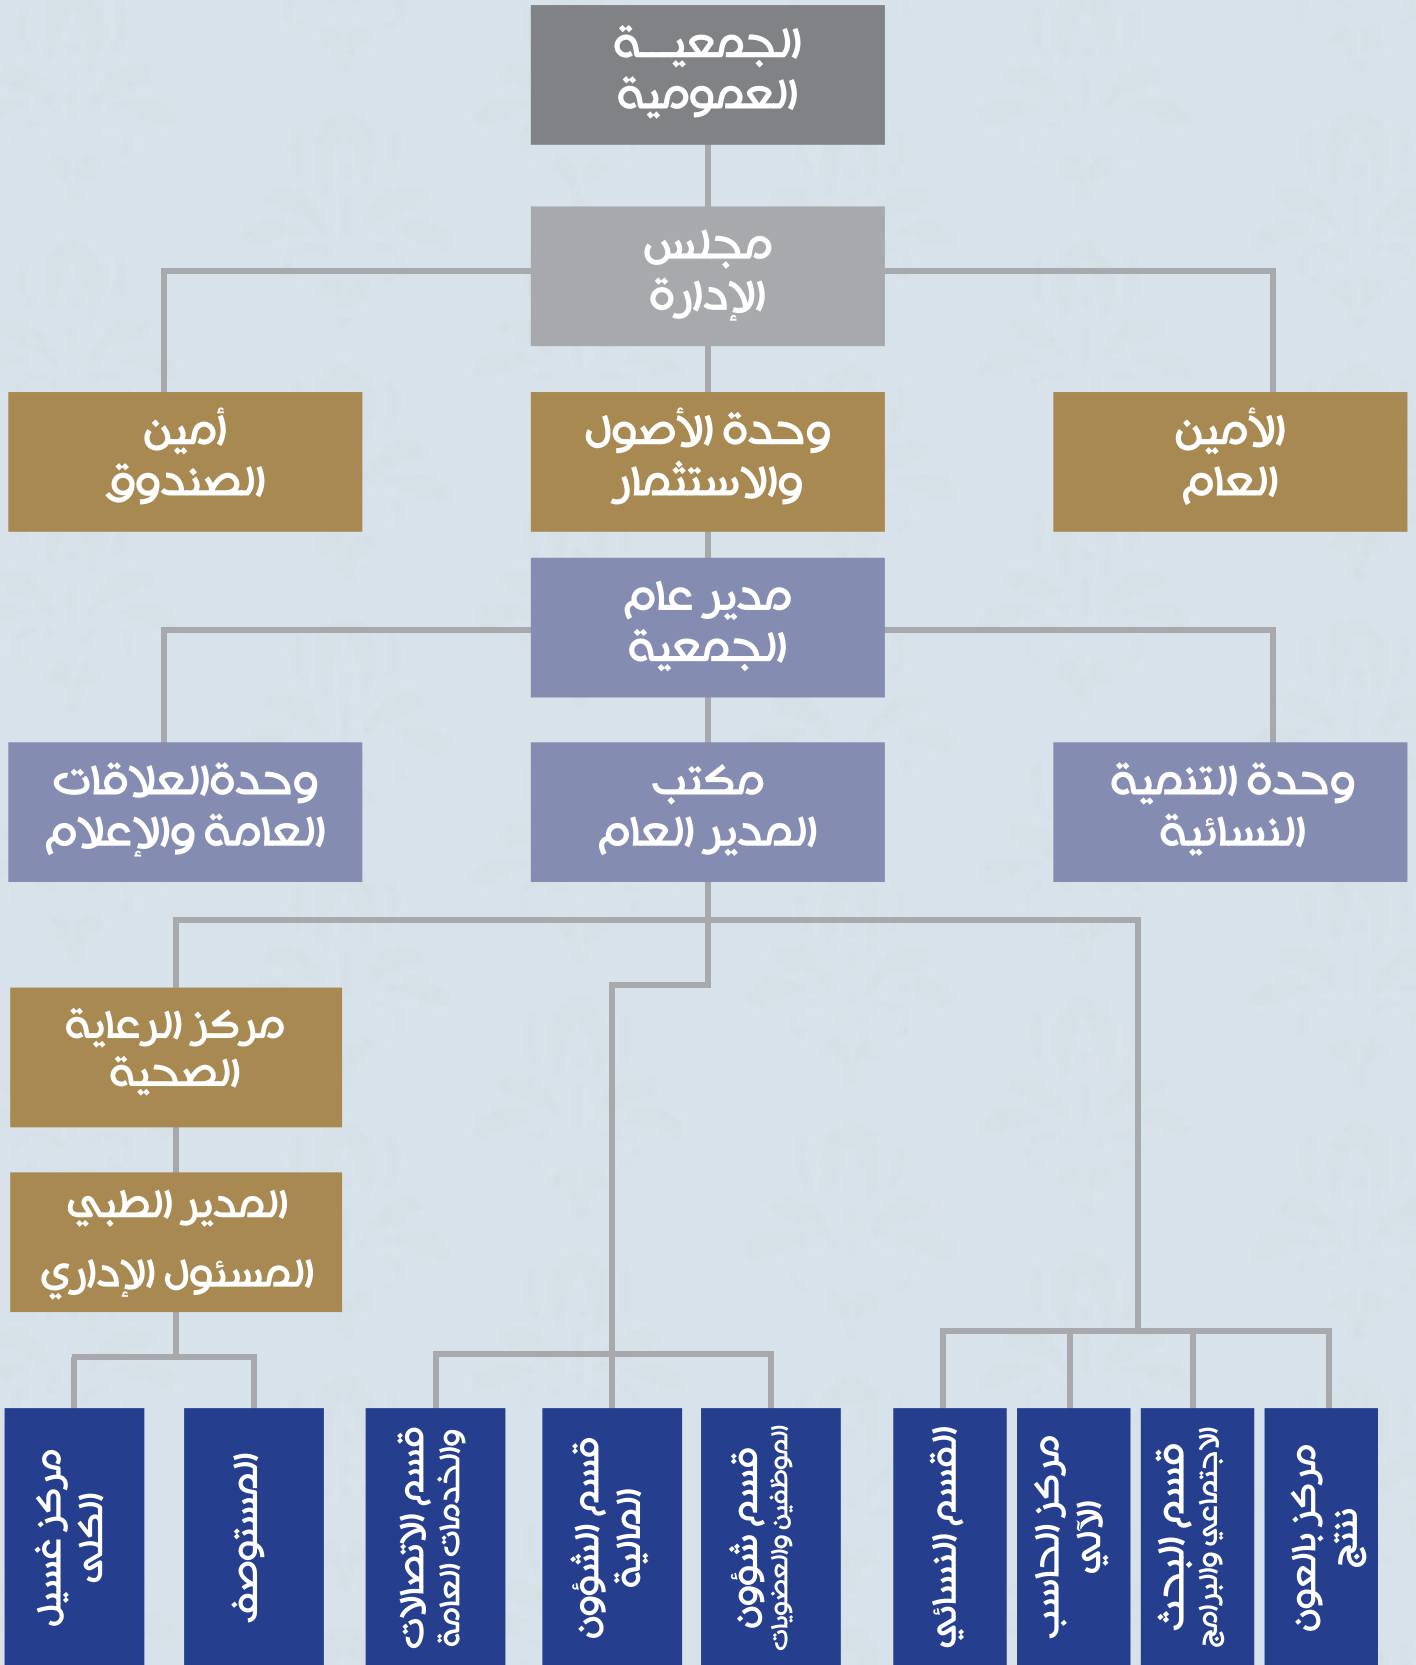 الجمعيــة
العمومية
مجلس
الإدارة
الأمين
العام
وحدة الأصول
والاستثمار
أمين
الصندوق
مدير عام
الجمعية
وحدة التنمية
النسائية
مكتب
المدير العام
وحدةالعلاقات
العامة والإعلام
مركز الرعاية
الصحية
المدير الطبي
المسئول الإداري
مركز بالعون
ننتج
قسم البحث
الاجتماعي والبرامج
مركز الحاسب
الآلي
القسم النسائي
قسم شؤون
الموظفين والعضويات
قسم الشؤون
المالية
قسم الاتصالات
والخدمات العامة
المستوصف
مركز غسيل
الكلى